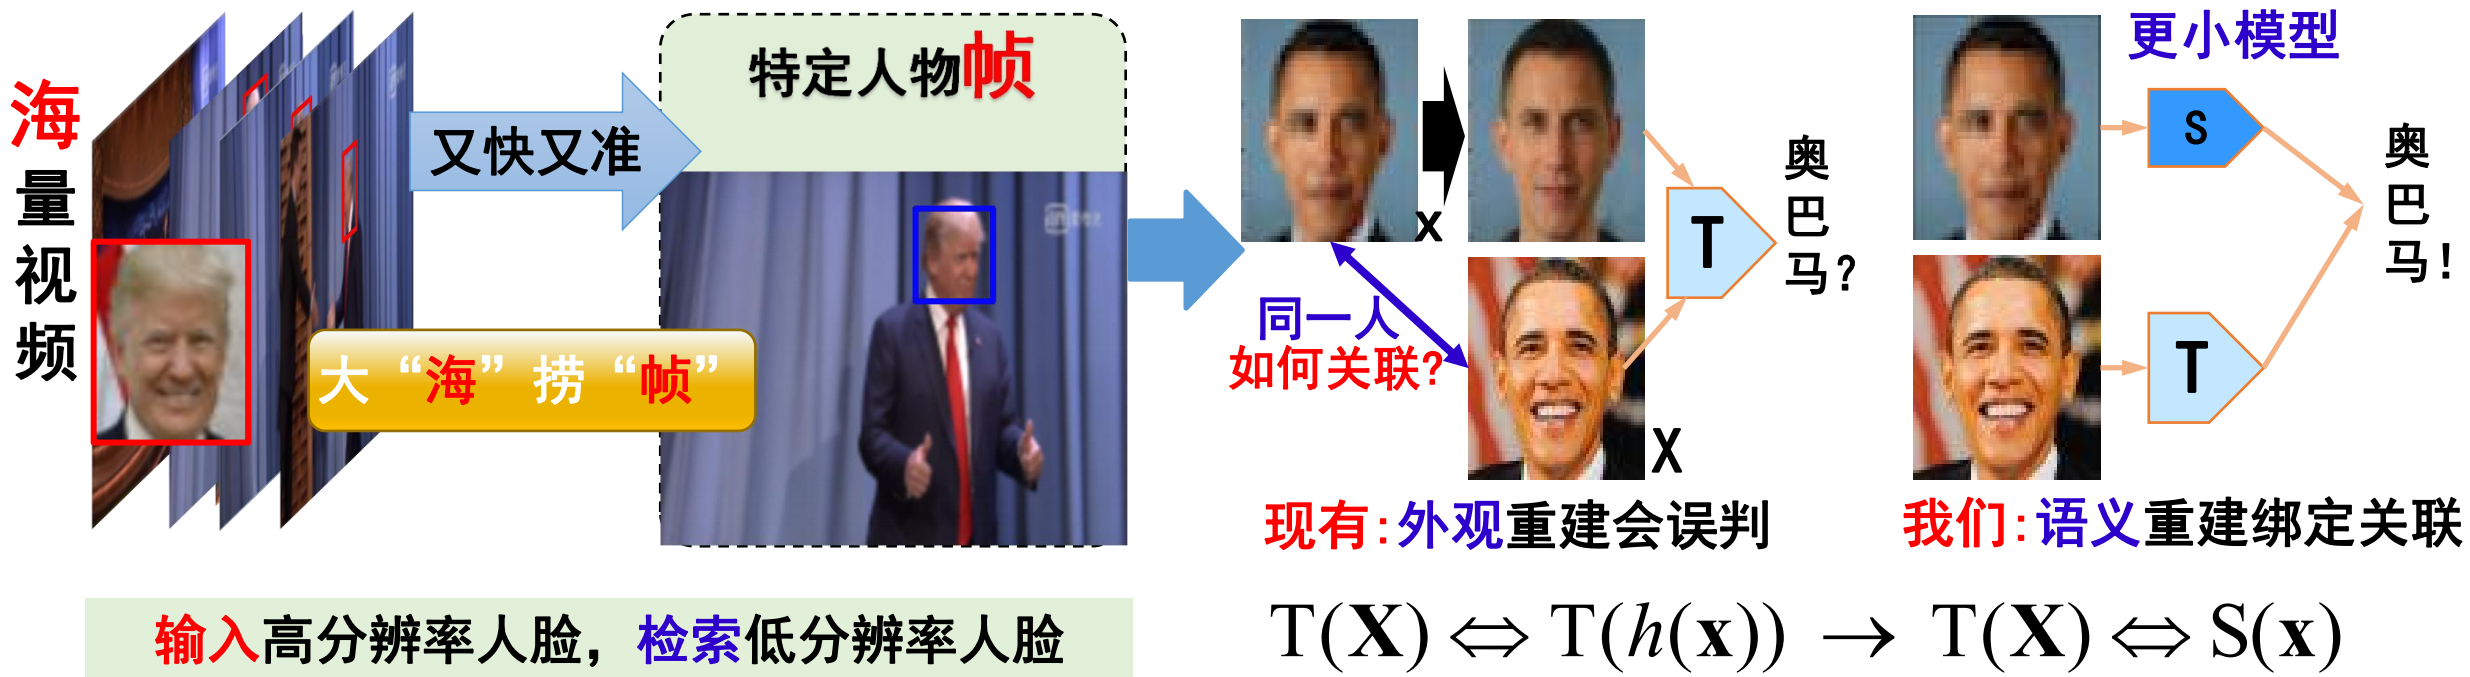 海量视频
又快又准
特定人物帧
大“海”捞“帧”
输入高分辨率人脸，检索低分辨率人脸
x
同一人
如何关联?
X
T
奥巴马?
现有:外观重建会误判
更小模型
S
T
奥巴马!
我们:语义重建绑定关联
T(X) ⇔ T(h(x)) → T(X) ⇔ S(x)